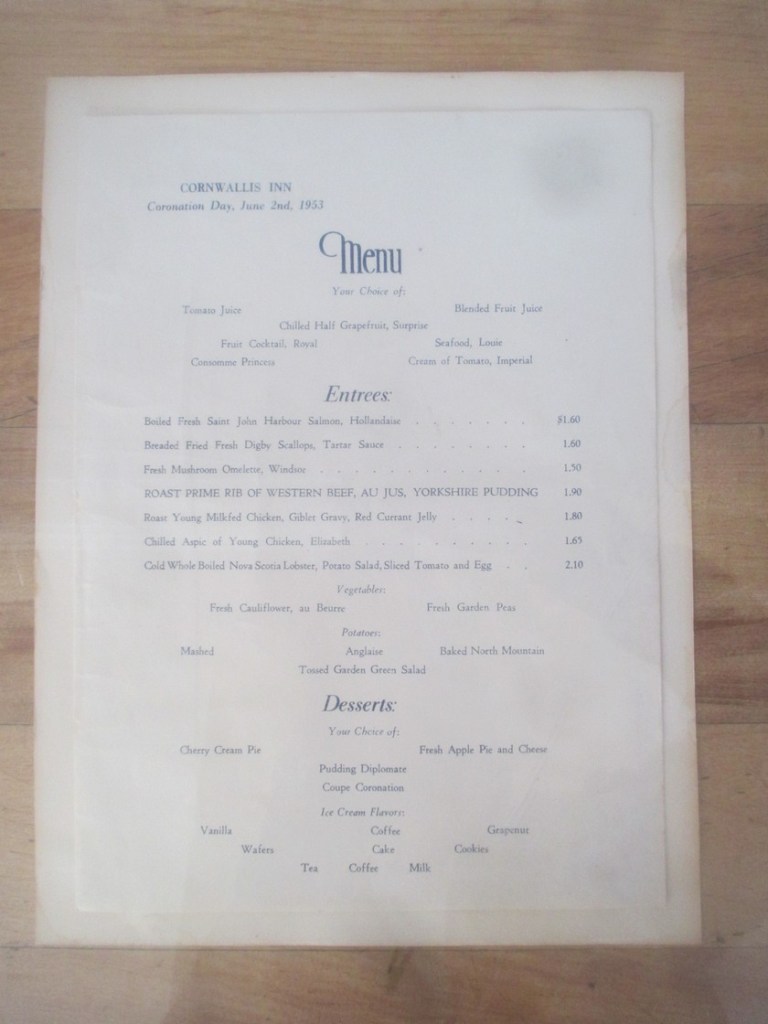 CORNWALLIS INN
Coronation Day, June 2nd, 1953
Menu
Your Choice of:
Tomato Juice Blended Fruit Juice
Chilled Half Grapefruit, Surprise
Fruit Cocktail, Royal Seafood, Louie
Consomme Princess Cream of Tomato, Imperial
Entrees:
Boiled Fresh Saint John Harbour Salmon, Hollandaise . . . . . . . $1.60
Breaded Fried Fresh Digby Scallops, Tartar Sauce . . . . . . . . 1.60
Fresh Mushroom Omelette, Windsor . . . . . . . . . . . 1.50
ROAST PRIME RIB OF WESTERN BEEF, AU JUS, YORKSHIRE PUDDING 1.90
Roast Young Milkfed Chicken, Giblet Gravy, Red Currant Jelly . . . . . 1.80
Chilled Aspic of Young Chicken, Elizabeth . . . . . . . . . . 1.65
Cold Whole Boiled Nova Scotia Lobster, Potato Salad, Sliced Tomato and Egg . . 2.10
Vegetables:
Fresh Cauliflower, au Beurre Fresh Garden Peas
Potatoes:
Mashed Anglaise Baked North Mountain
Tossed Garden Green Salad
Desserts:
Your Choice of:
Cherry Cream Pie Fresh Apple Pie and Cheese
Pudding Diplomate
Coupe Coronation
Ice Cream Flavors:
Vanilla Coffee Grapenut
Wafers Cake Cookies
Tea Coffee Milk